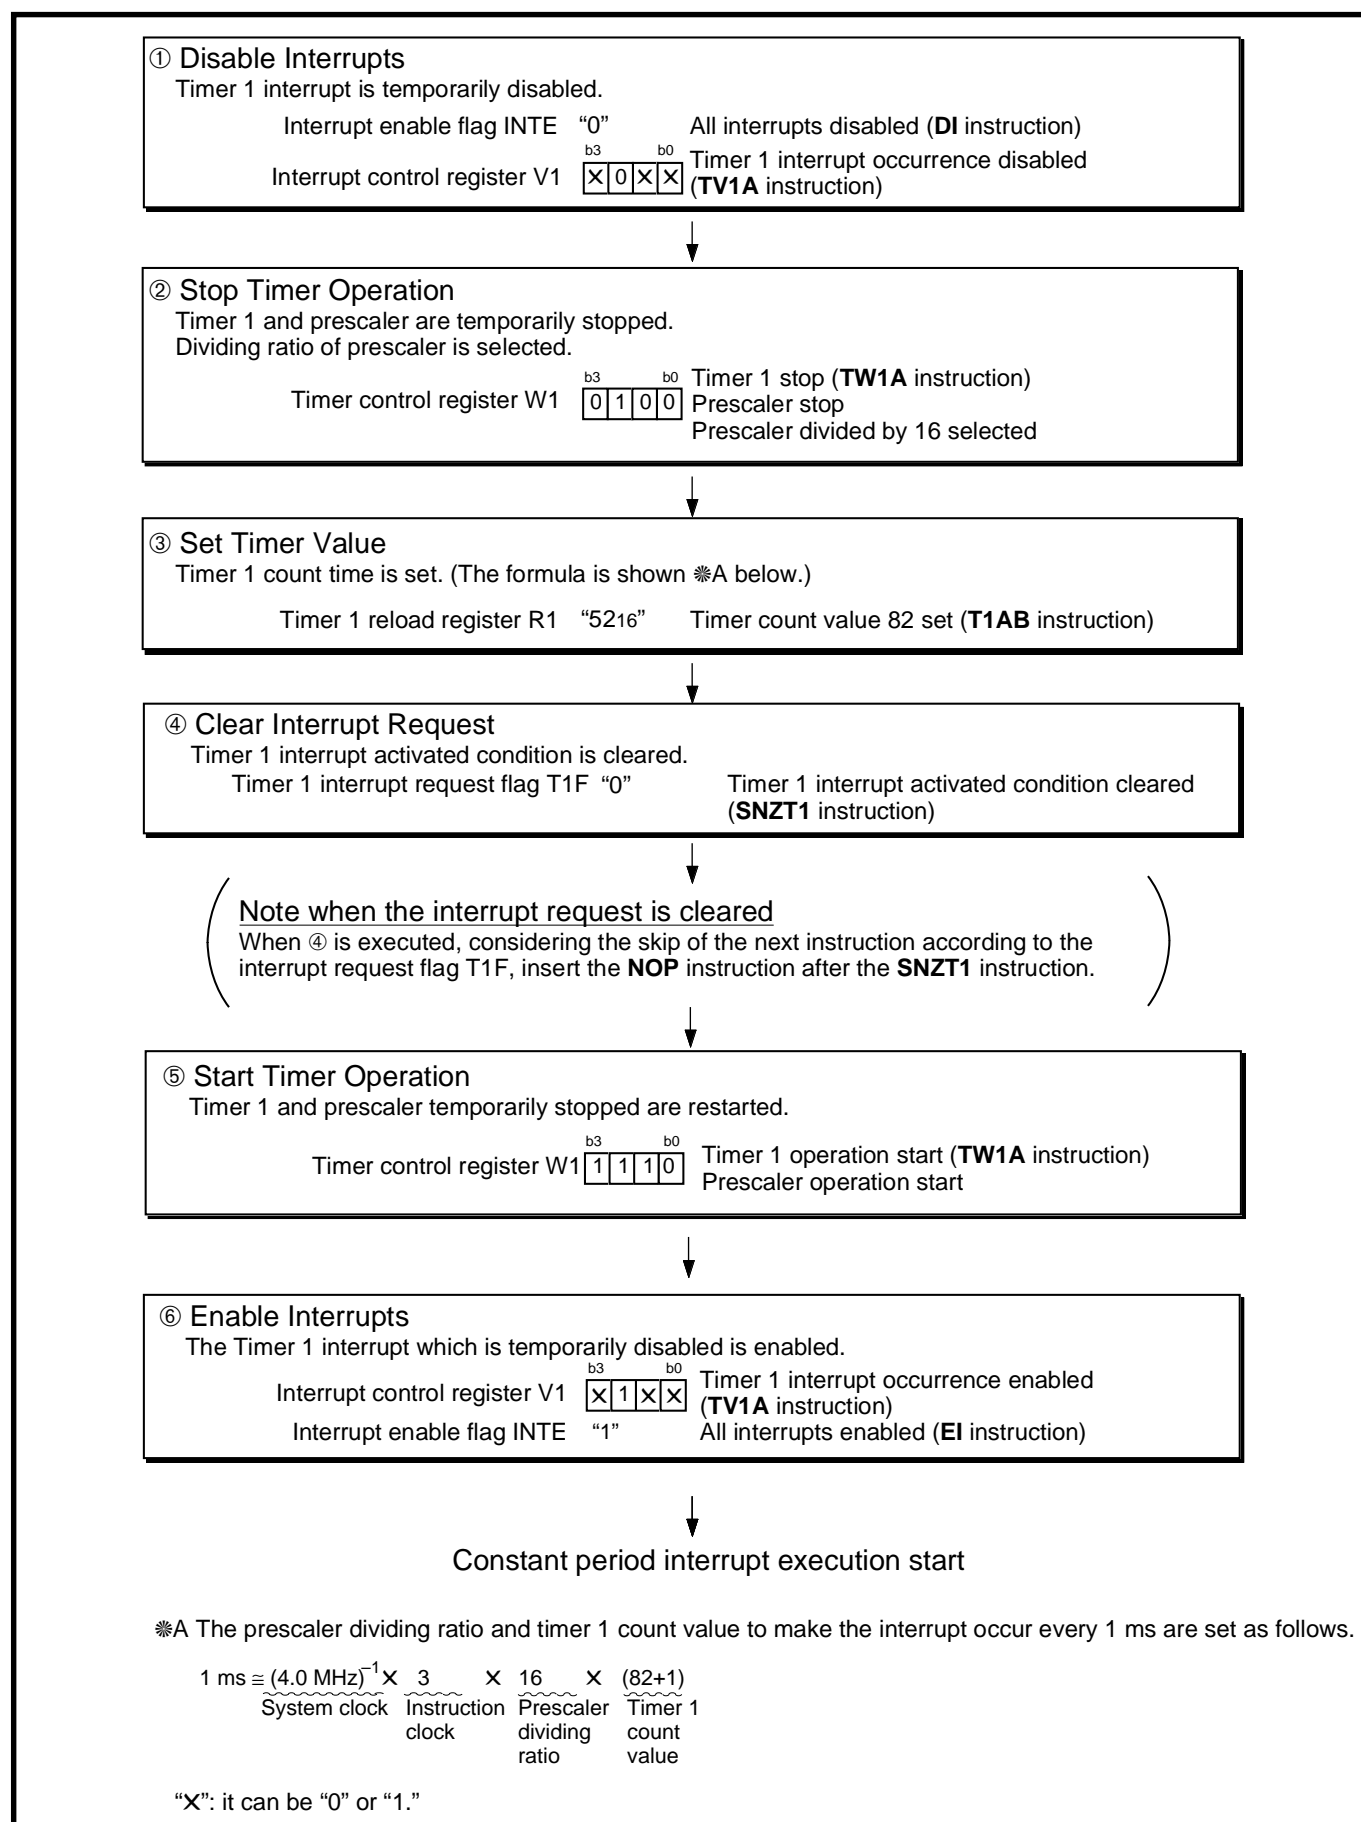 ① Disable Interrupts
Timer 1 interrupt is temporarily disabled.
Interrupt enable flag INTE “0” All interrupts disabled (DI instruction)
b3 b0
Interrupt control register V1 X 0 X X Timer 1 interrupt occurrence disabled
(TV1A instruction)
② Stop Timer Operation
Timer 1 and prescaler are temporarily stopped.
Dividing ratio of prescaler is selected.
b3 b0
Timer control register W1 0 1 0 0 Timer 1 stop (TW1A instruction)
Prescaler stop
Prescaler divided by 16 selected
③ Set Timer Value
Timer 1 count time is set. (The formula is shown ❊A below.)
Timer 1 reload register R1 “5216” Timer count value 82 set (T1AB instruction)
④ Clear Interrupt Request
Timer 1 interrupt activated condition is cleared.
Timer 1 interrupt request flag T1F “0” Timer 1 interrupt activated condition cleared
(SNZT1 instruction)
Note when the interrupt request is cleared
When ④ is executed, considering the skip of the next instruction according to the
interrupt request flag T1F, insert the NOP instruction after the SNZT1 instruction.
⑤ Start Timer Operation
Timer 1 and prescaler temporarily stopped are restarted.
b3 b0
Timer control register W1 1 1 1 0 Timer 1 operation start (TW1A instruction)
Prescaler operation start
⑥ Enable Interrupts
The Timer 1 interrupt which is temporarily disabled is enabled.
b3 b0
Interrupt control register V1 X 1 X X Timer 1 interrupt occurrence enabled
(TV1A instruction)
Interrupt enable flag INTE “1” All interrupts enabled (EI instruction)
Constant period interrupt execution start
❊A The prescaler dividing ratio and timer 1 count value to make the interrupt occur every 1 ms are set as follows.
1 ms ≅ (4.0 MHz)–1 X 3 X 16 X (82+1)
System clock Instruction Prescaler Timer 1
clock dividing count
ratio value
“X”: it can be “0” or “1.”